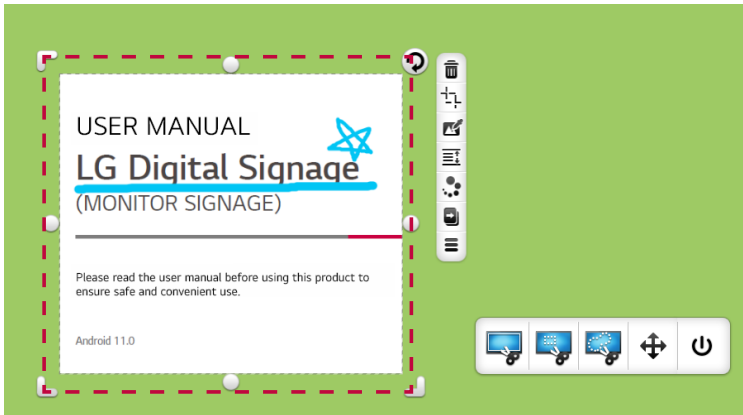 USER MANUAL
LG Digital Signage
(MONITOR SIGNAGE)
Please read the user manual before using this product to
ensure safe and convenient use.
Android 11.0